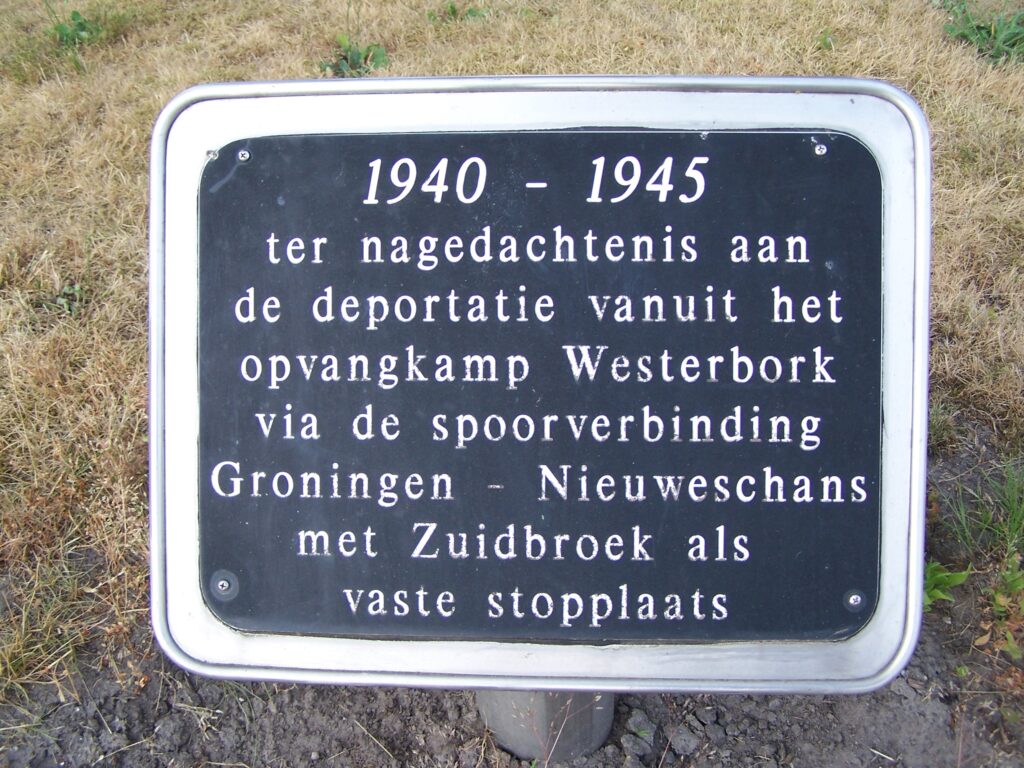 1940 - 1945
ter nagedachtenis aan
de deportatie vanuit het
opvangkamp Westerbork
via de spoorverbinding
Groningen - Nieuweschans
met Zuidbroek als
vaste stopplaats